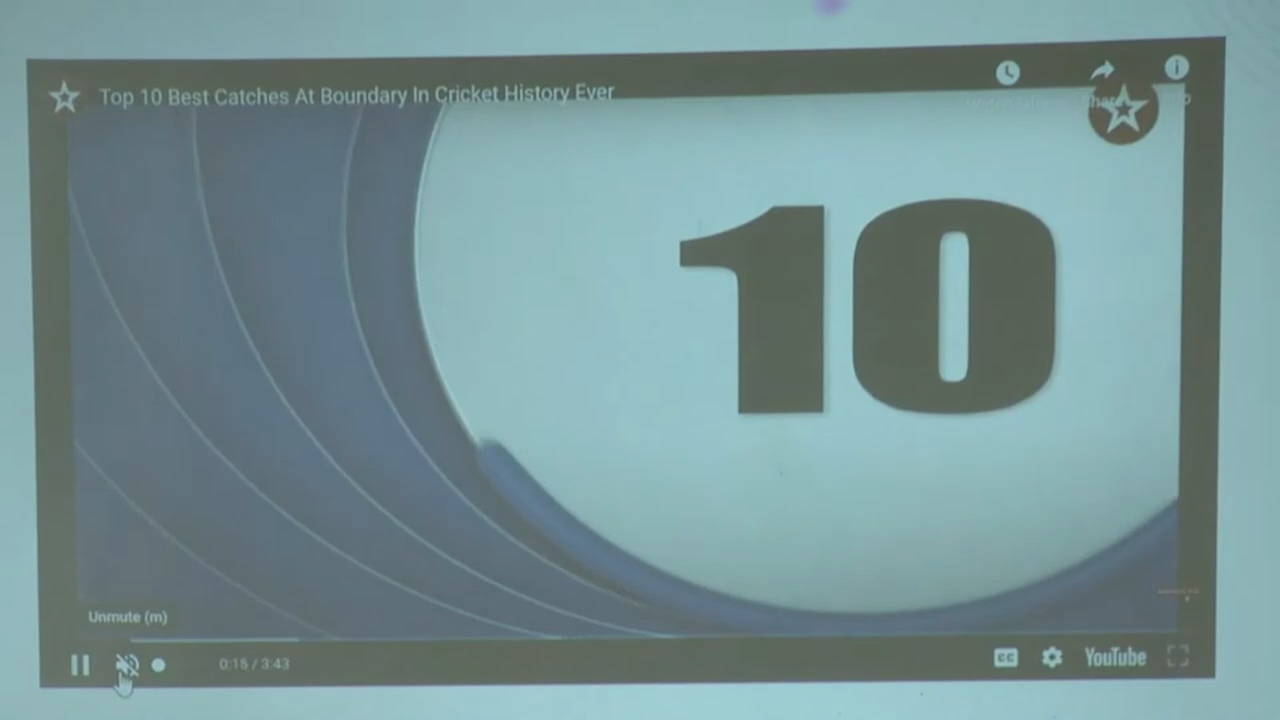 Top 10 Best Catches At Boundary In Cricket History Ever
10
Unmute (m)
0:15 / 3:43
CC
YouTube